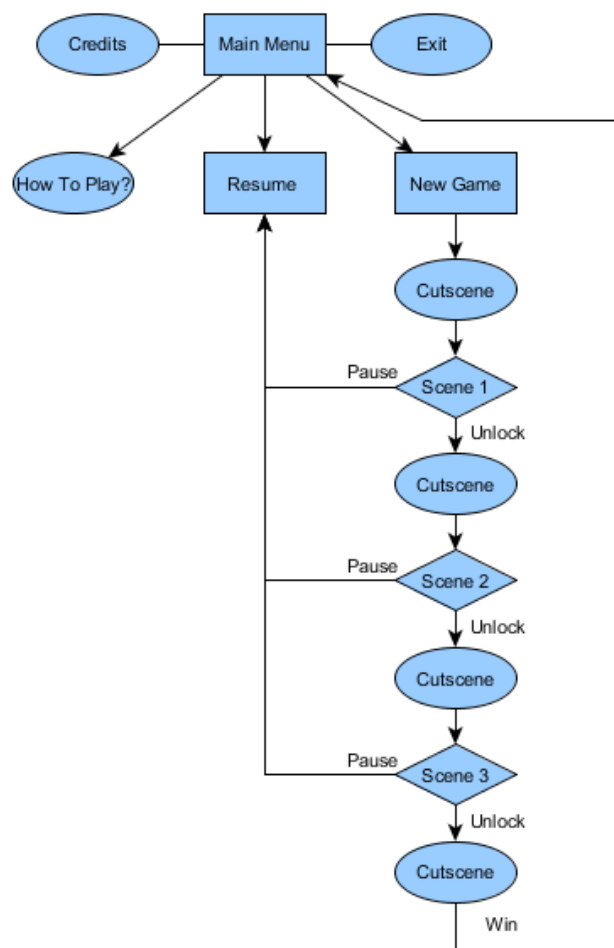 Credits
Main Menu
Exit
How To Play?
Resume
New Game
Cutscene
Pause
Scene 1
Unlock
Cutscene
Pause
Scene 2
Unlock
Cutscene
Pause
Scene 3
Unlock
Cutscene
Win